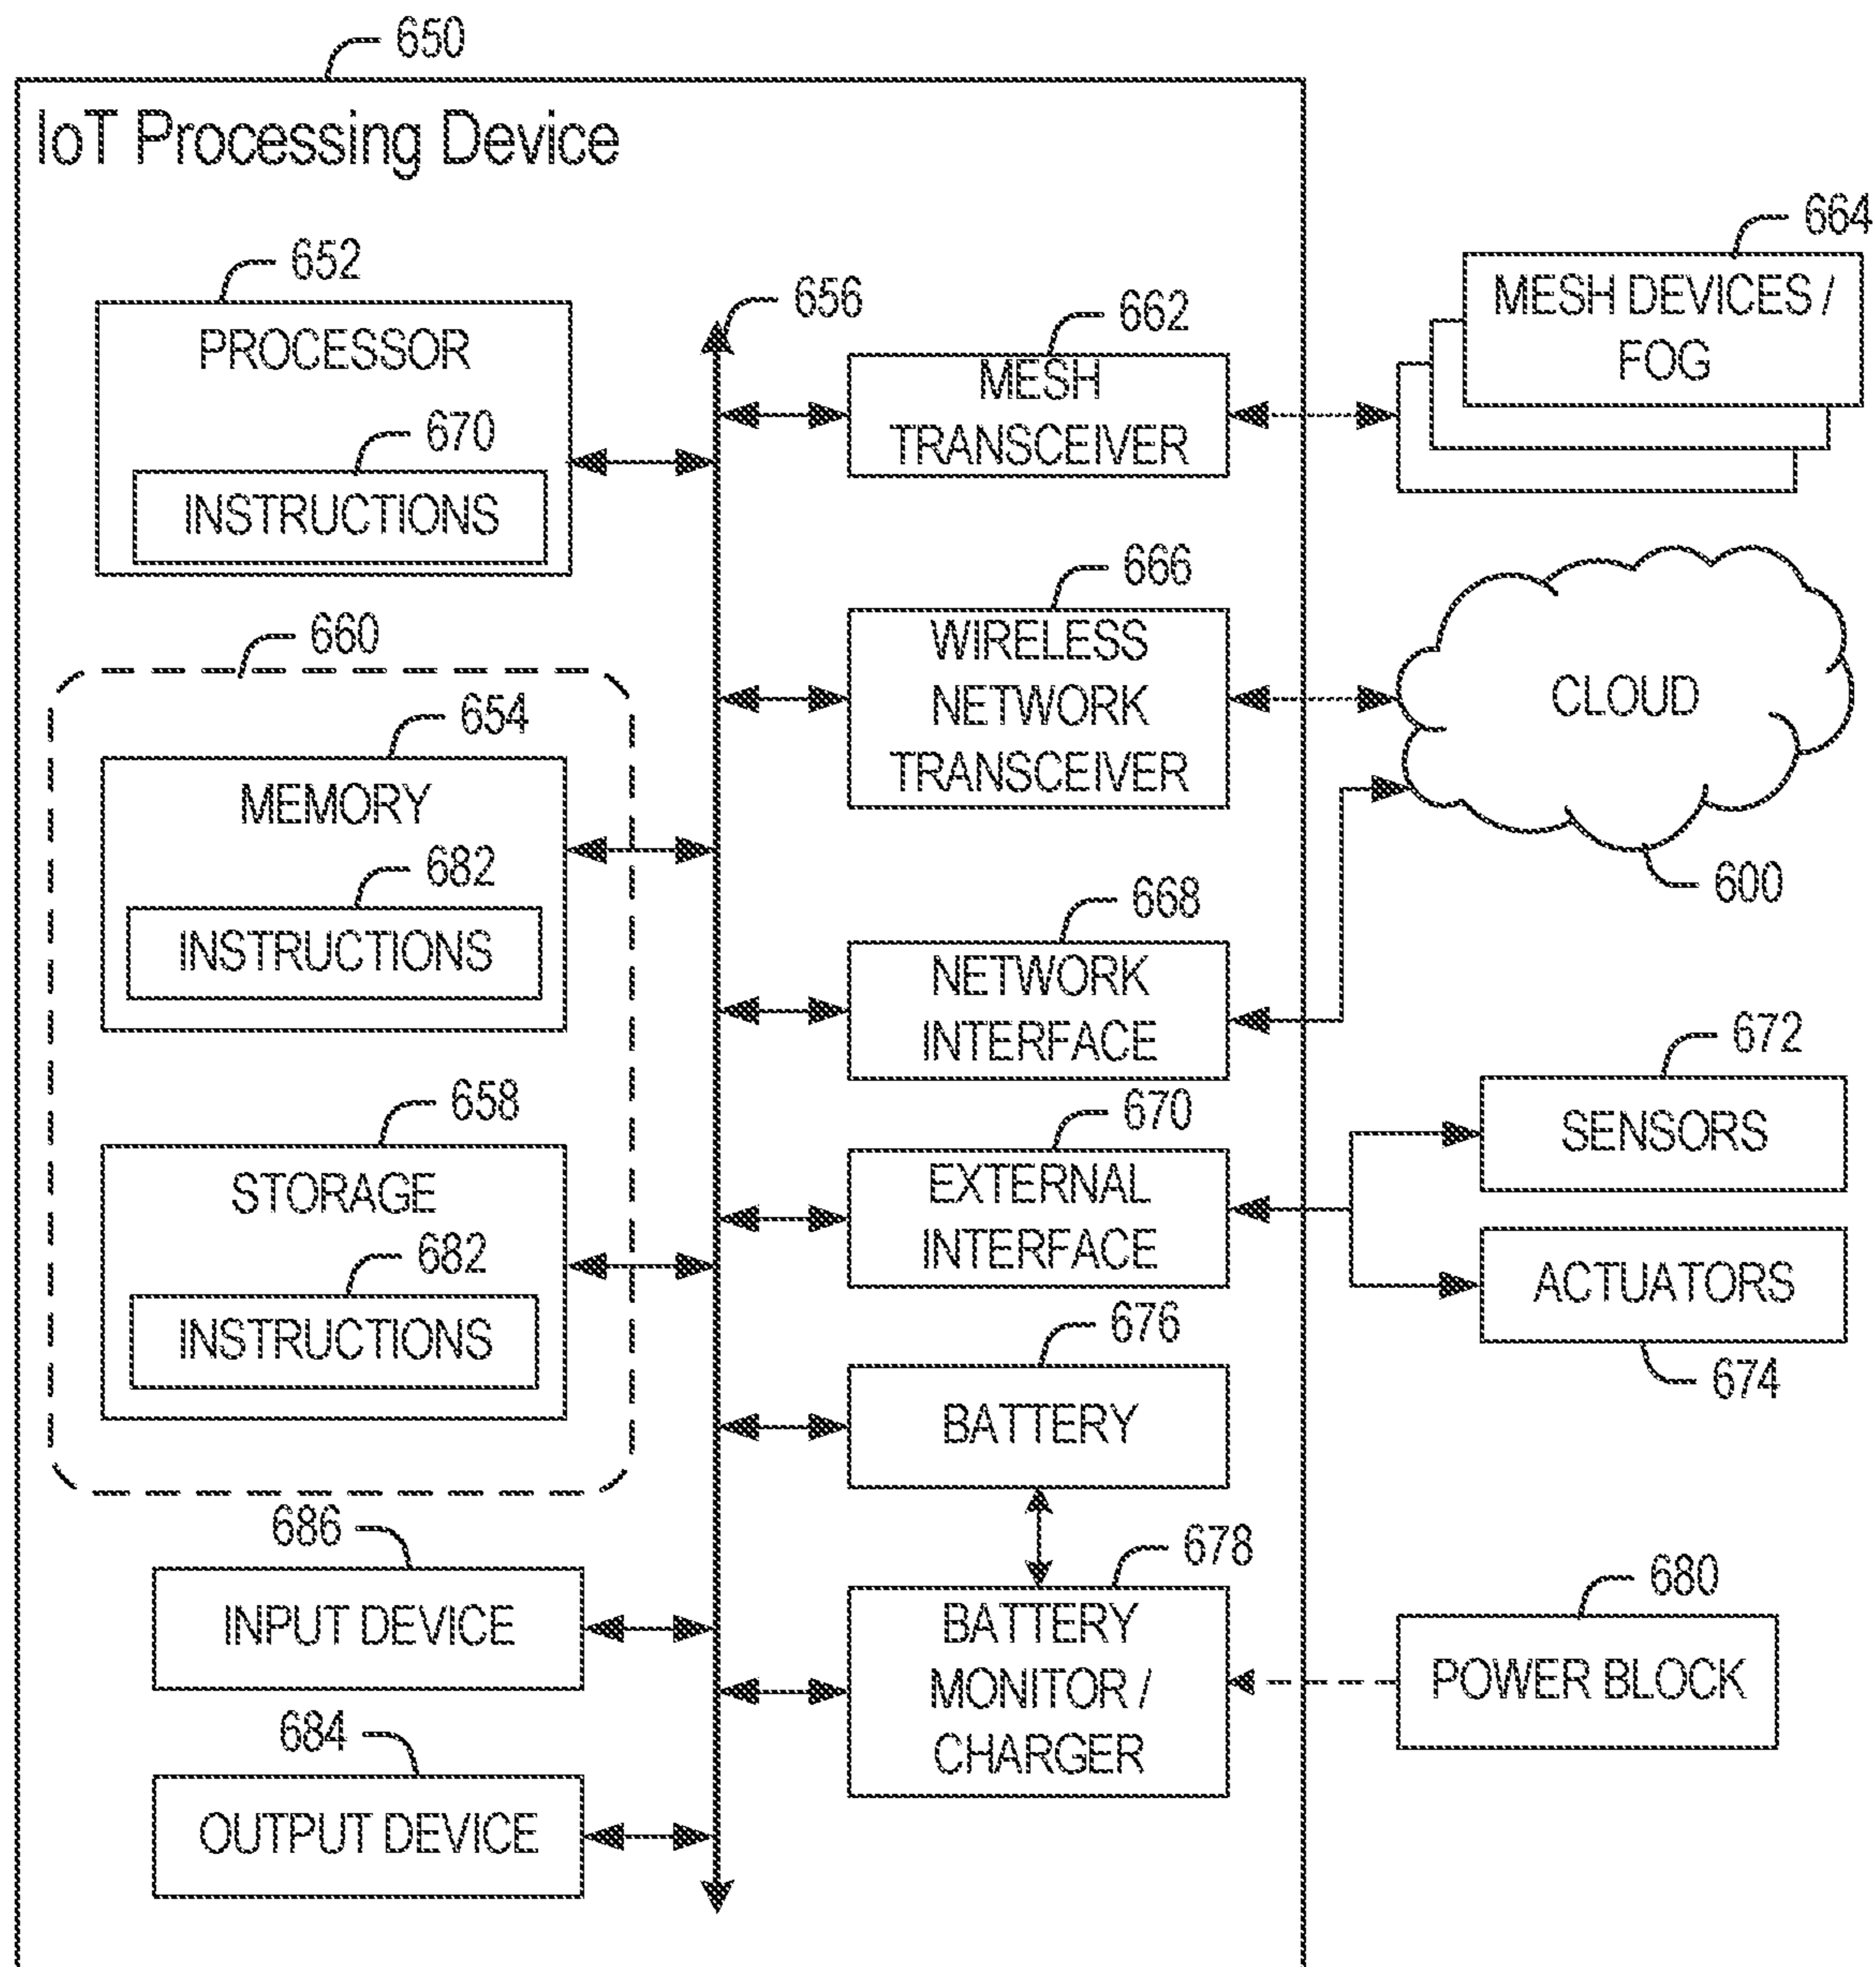 650
IoT Processing Device
652
PROCESSOR
670
INSTRUCTIONS
660
654
MEMORY
682
INSTRUCTIONS
658
STORAGE
682
INSTRUCTIONS
686
INPUT DEVICE
684
OUTPUT DEVICE
656
662
MESH
TRANSCEIVER
666
WIRELESS
NETWORK
TRANSCEIVER
668
NETWORK
INTERFACE
670
EXTERNAL
INTERFACE
676
BATTERY
678
BATTERY
MONITOR /
CHARGER
664
MESH DEVICES /
FOG
CLOUD
600
672
SENSORS
ACTUATORS
674
680
POWER BLOCK